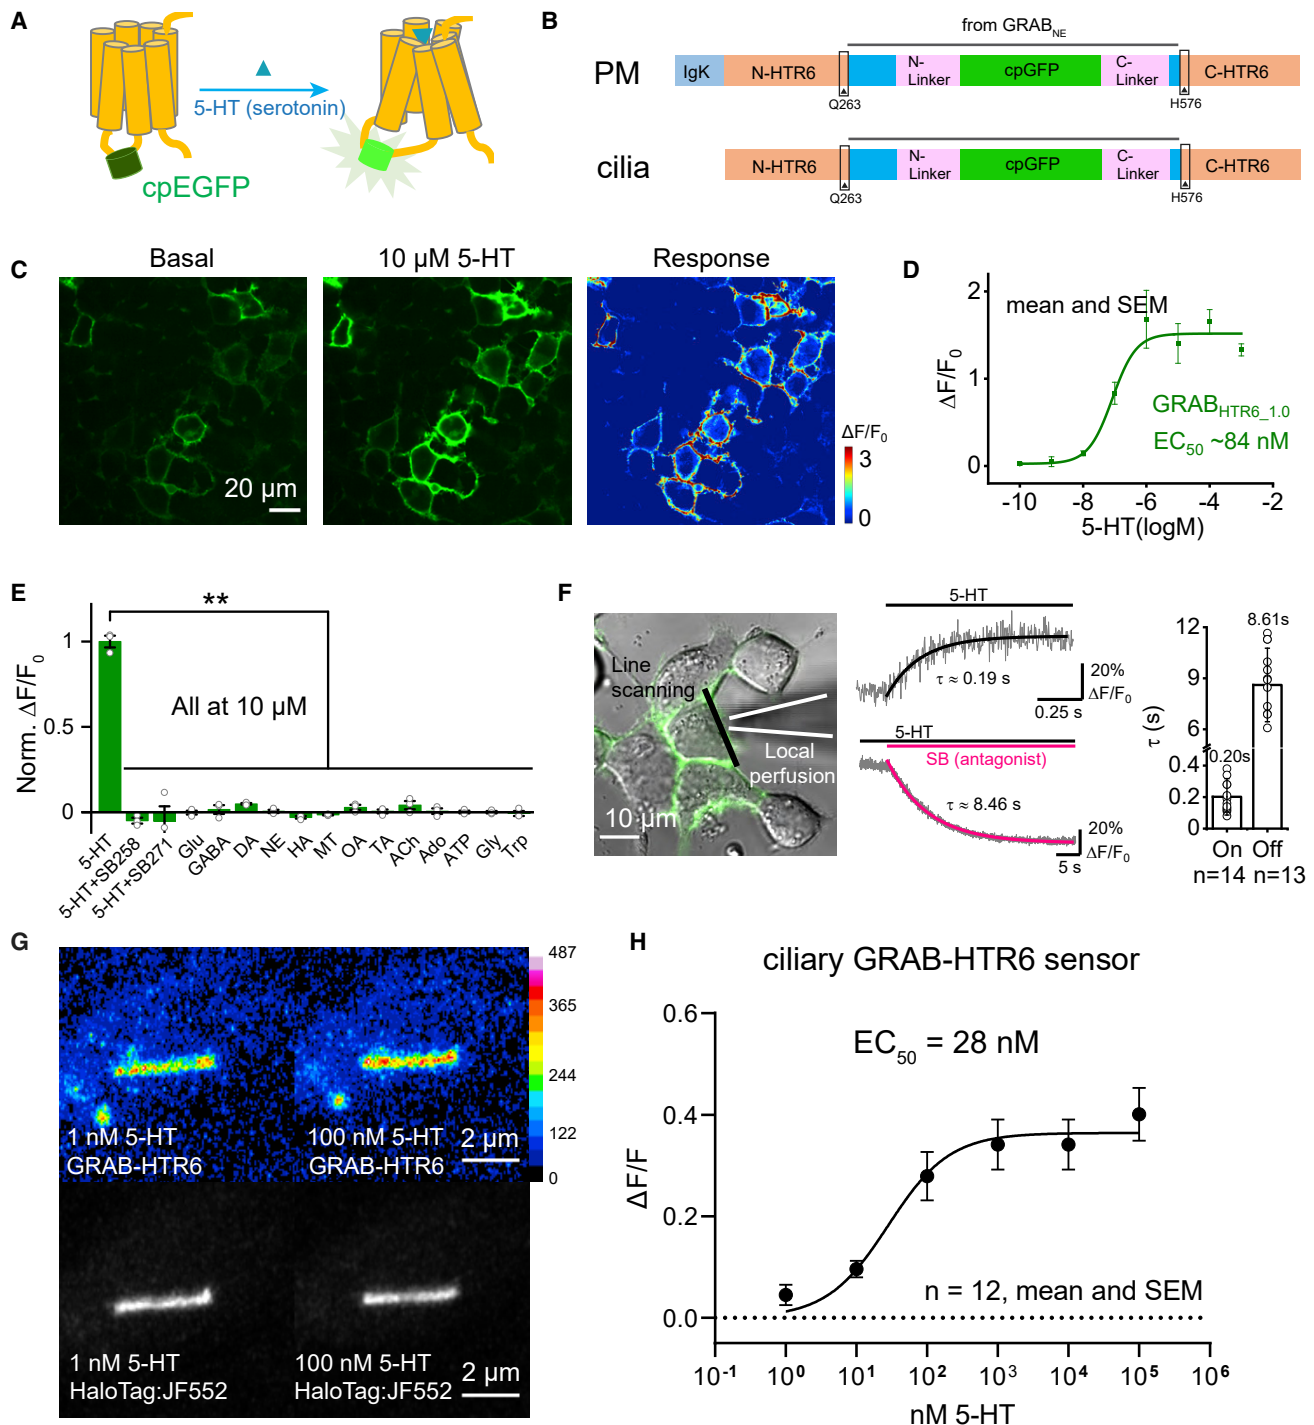 A
5-HT (serotonin)
cpEGFP
B
from GRAB_NE
PM
IgK
N-HTR6
N-
Linker
cpGFP
C-
Linker
C-HTR6
Q263
H576
cilia
N-HTR6
N-
Linker
cpGFP
C-
Linker
C-HTR6
Q263
H576
C
Basal
10 µM 5-HT
Response
20 µm
ΔF/F₀
3
0
D
mean and SEM
2
1
0
ΔF/F₀
GRAB_HTR6_1.0
EC₅₀ ~84 nM
-10 -8 -6 -4 -2
5-HT(logM)
E
**
All at 10 µM
1
0.5
0
Norm. ΔF/F₀
5-HT
5-HT+SB258
5-HT+SB271
Glu
GABA
DA
NE
HA
MT
OA
TA
ACh
Ado
ATP
Gly
Trp
F
Line
scanning
Local
perfusion
10 µm
5-HT
τ ≈ 0.19 s
20%
ΔF/F₀
0.25 s
5-HT
SB (antagonist)
τ ≈ 8.46 s
20%
ΔF/F₀
5 s
8.61s
12
9
6
0.4
0.2
0
τ (s)
0.20s
On Off
n=14 n=13
G
1 nM 5-HT
GRAB-HTR6
100 nM 5-HT
GRAB-HTR6
2 µm
487
365
244
122
0
1 nM 5-HT
HaloTag:JF552
100 nM 5-HT
HaloTag:JF552
2 µm
H
ciliary GRAB-HTR6 sensor
EC₅₀ = 28 nM
0.6
0.4
0.2
0.0
ΔF/F
n = 12, mean and SEM
10⁻¹ 10⁰ 10¹ 10² 10³ 10⁴ 10⁵ 10⁶
nM 5-HT